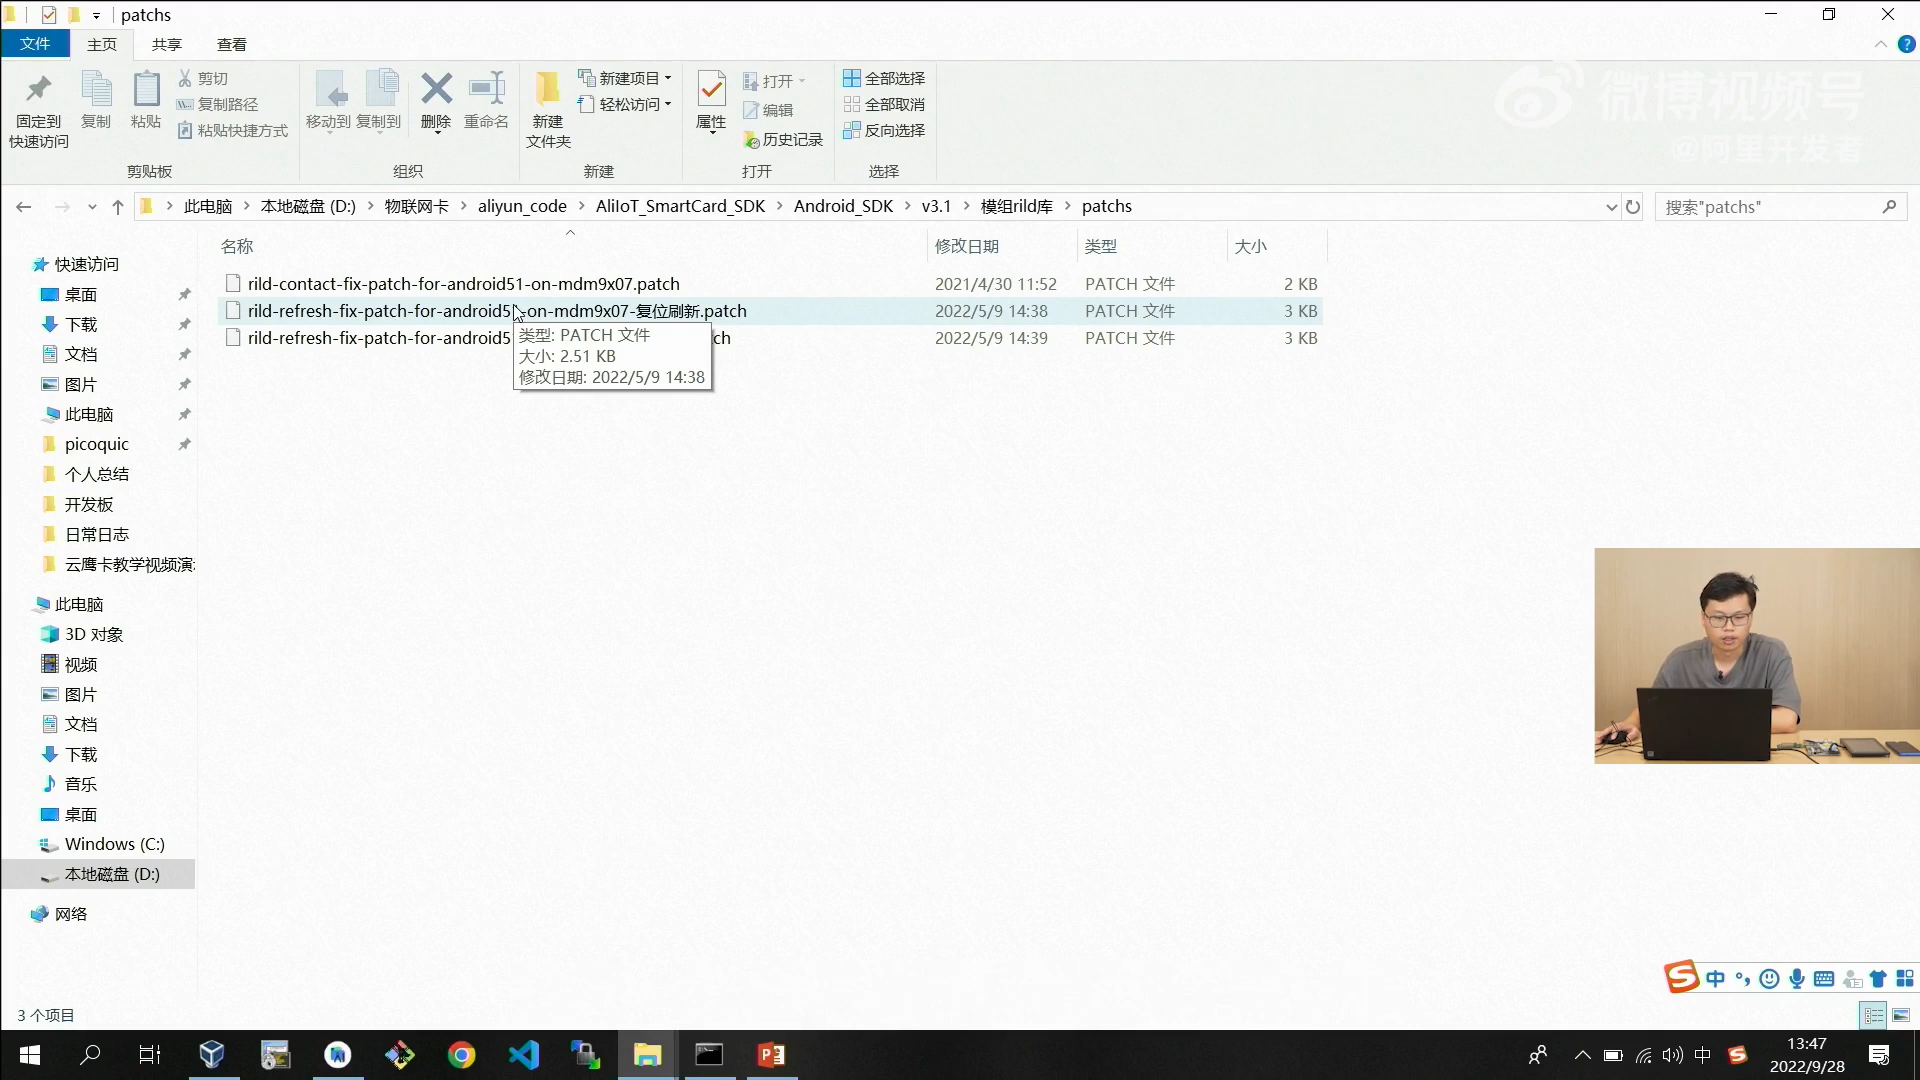 patchs
文件
主页
共享
查看
固定到
快速访问
复制
粘贴
剪切
复制路径
粘贴快捷方式
剪贴板
移动到
复制到
删除
重命名
组织
新建
文件夹
新建项目
轻松访问
新建
属性
打开
编辑
历史记录
打开
全部选择
全部取消
反向选择
选择
微博视频号
@阿里开发者
此电脑 > 本地磁盘 (D:) > 物联网卡 > aliyun_code > AliIoT_SmartCard_SDK > Android_SDK > v3.1 > 模组rild库 > patchs
搜索"patchs"
名称 修改日期 类型 大小
rild-contact-fix-patch-for-android51-on-mdm9x07.patch 2021/4/30 11:52 PATCH 文件 2 KB
rild-refresh-fix-patch-for-android5 -on-mdm9x07-复位刷新.patch 2022/5/9 14:38 PATCH 文件 3 KB
rild-refresh-fix-patch-for-android5 ch 2022/5/9 14:39 PATCH 文件 3 KB
类型: PATCH 文件
大小: 2.51 KB
修改日期: 2022/5/9 14:38
快速访问
桌面
下载
文档
图片
此电脑
picoquic
个人总结
开发板
日常日志
云鹰卡教学视频演
此电脑
3D 对象
视频
图片
文档
下载
音乐
桌面
Windows (C:)
本地磁盘 (D:)
网络
3 个项目
中
中
13:47
2022/9/28